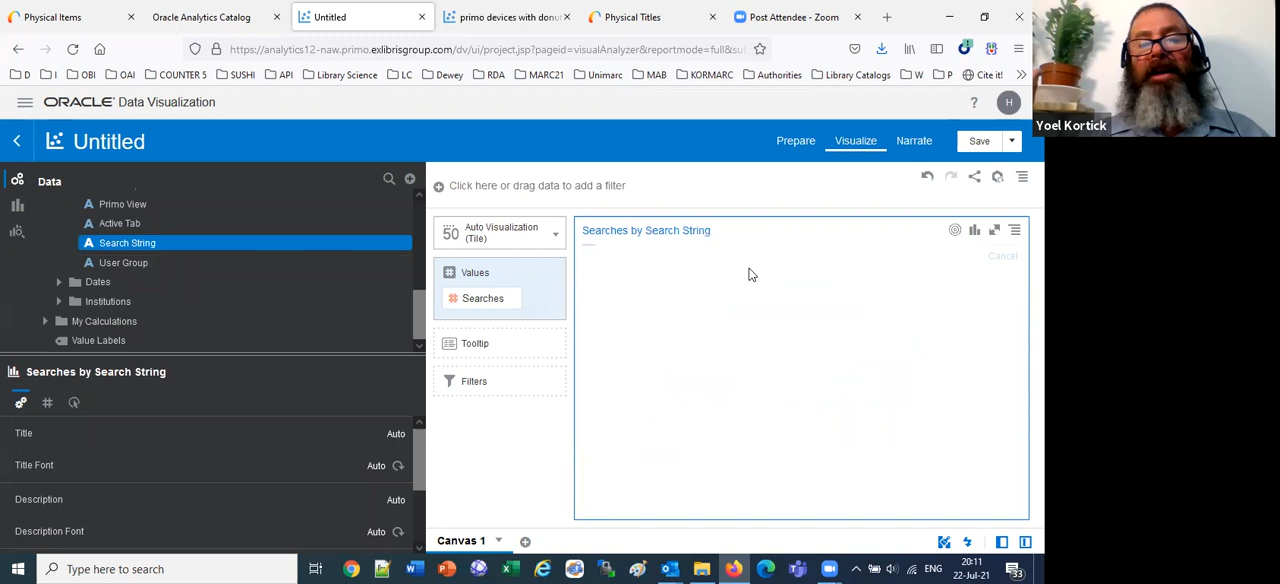 Physical Items
Oracle Analytics Catalog
Untitled
primo devices with donu
Physical Titles
Post Attendee - Zoom
https://analytics12-naw.primo.exlibrisgroup.com/dv/ui/project.jsp?pageid=visualAnalyzer&reportmode=full&su
D
I
OBI
OAI
COUNTER 5
SUSHI
API
Library Science
LC
Dewey
RDA
MARC21
Unimarc
MAB
KORMARC
Authorities
Library Catalogs
W
P
Cite it!
ORACLE Data Visualization
?
H
Yoel Kortick
Untitled
Prepare
Visualize
Narrate
Save
Data
Click here or drag data to add a filter
A Primo View
A Active Tab
A Search String
A User Group
Dates
Institutions
My Calculations
Value Labels
50 Auto Visualization
(Tile)
Values
# Searches
Tooltip
Filters
Searches by Search String
Cancel
Searches by Search String
Title Auto
Title Font Auto
Description Auto
Description Font Auto
Canvas 1
Type here to search
ENG
20:11
22-Jul-21
33